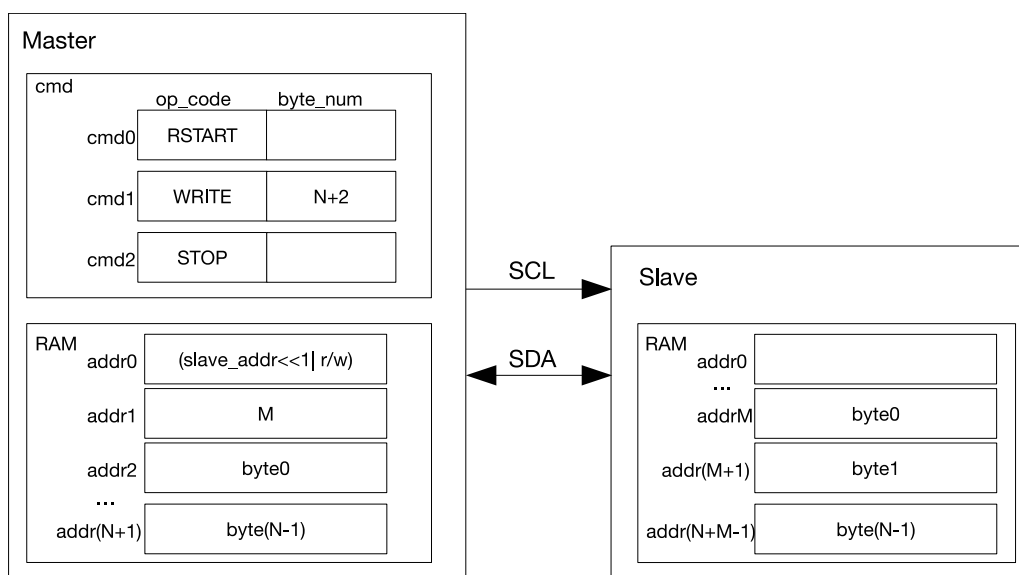 Master
cmd
op_code byte_num
cmd0 RSTART
cmd1 WRITE N+2
cmd2 STOP
RAM
addr0 (slave_addr<<1| r/w)
addr1 M
addr2 byte0
...
addr(N+1) byte(N-1)
SCL
SDA
Slave
RAM
addr0
...
addrM byte0
addr(M+1) byte1
addr(N+M-1) byte(N-1)